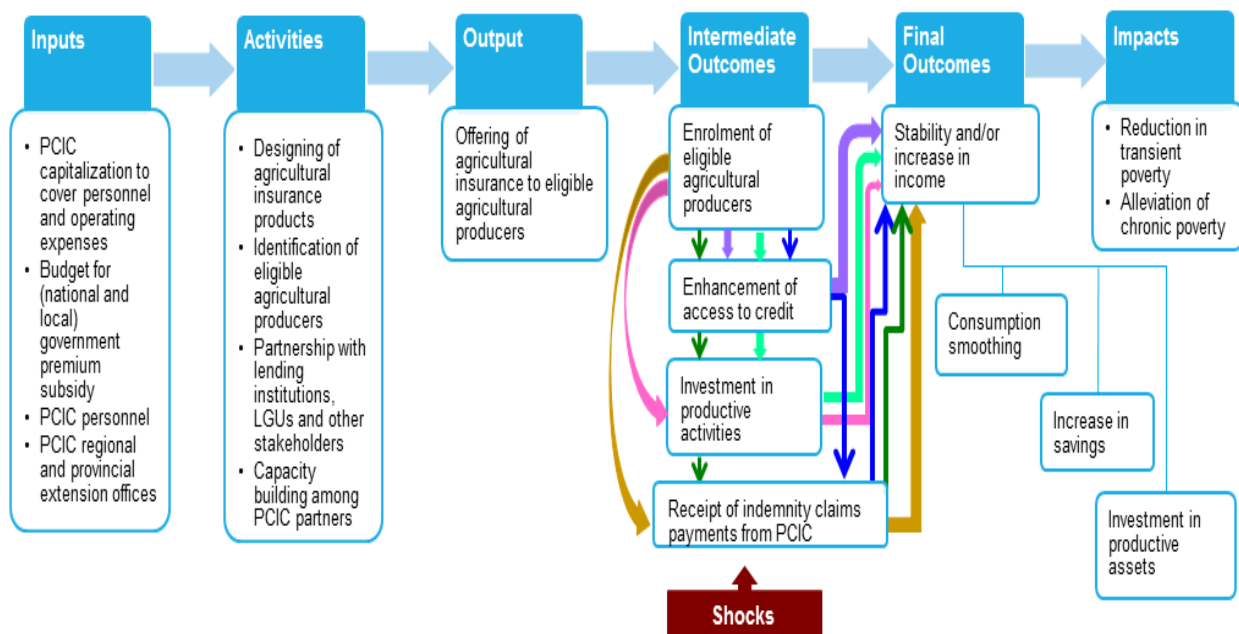 Inputs
• PCIC
capitalization to
cover personnel
and operating
expenses
• Budget for
(national and
local)
government
premium
subsidy
• PCIC personnel
• PCIC regional
and provincial
extension offices
Activities
• Designing of
agricultural
insurance
products
• Identification of
eligible
agricultural
producers
• Partnership with
lending
institutions,
LGUs and other
stakeholders
• Capacity
building among
PCIC partners
Output
Offering of
agricultural
insurance to eligible
agricultural
producers
Intermediate
Outcomes
Enrolment of
eligible
agricultural
producers
Enhancement of
access to credit
Investment in
productive
activities
Receipt of indemnity claims
payments from PCIC
Shocks
Final
Outcomes
Stability and/or
increase in
income
Consumption
smoothing
Increase in
savings
Investment in
productive
assets
Impacts
• Reduction in
transient
poverty
• Alleviation of
chronic poverty